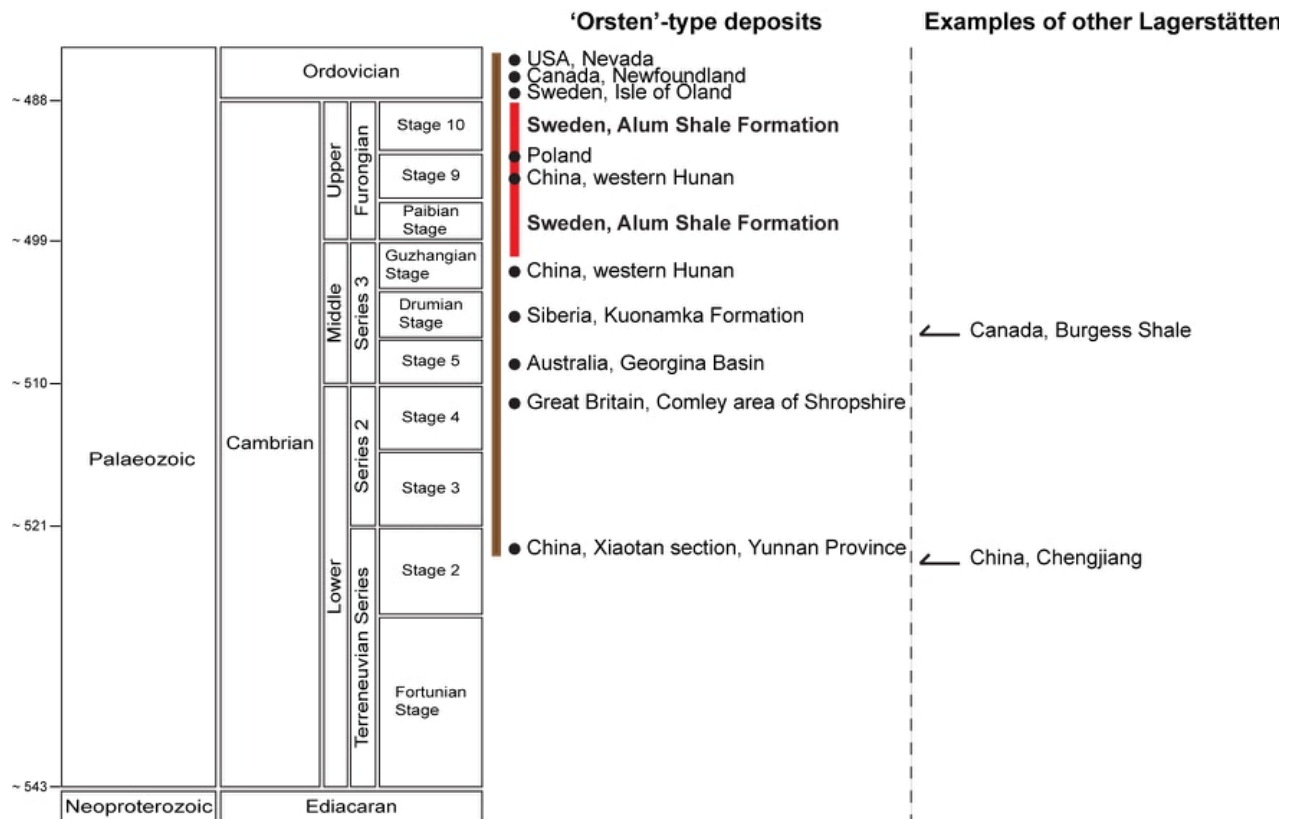 ‘Orsten’-type deposits
Examples of other Lagerstätten
~ 488
~ 499
~ 510
~ 521
~ 543
Palaeozoic
Neoproterozoic
Ordovician
Cambrian
Ediacaran
Upper
Middle
Lower
Furongian
Series 3
Series 2
Terreneuvian Series
Stage 10
Stage 9
Paibian
Stage
Guzhangian
Stage
Drumian
Stage
Stage 5
Stage 4
Stage 3
Stage 2
Fortunian
Stage
USA, Nevada
Canada, Newfoundland
Sweden, Isle of Oland
Sweden, Alum Shale Formation
Poland
China, western Hunan
Sweden, Alum Shale Formation
China, western Hunan
Siberia, Kuonamka Formation
Australia, Georgina Basin
Great Britain, Comley area of Shropshire
China, Xiaotan section, Yunnan Province
Canada, Burgess Shale
China, Chengjiang